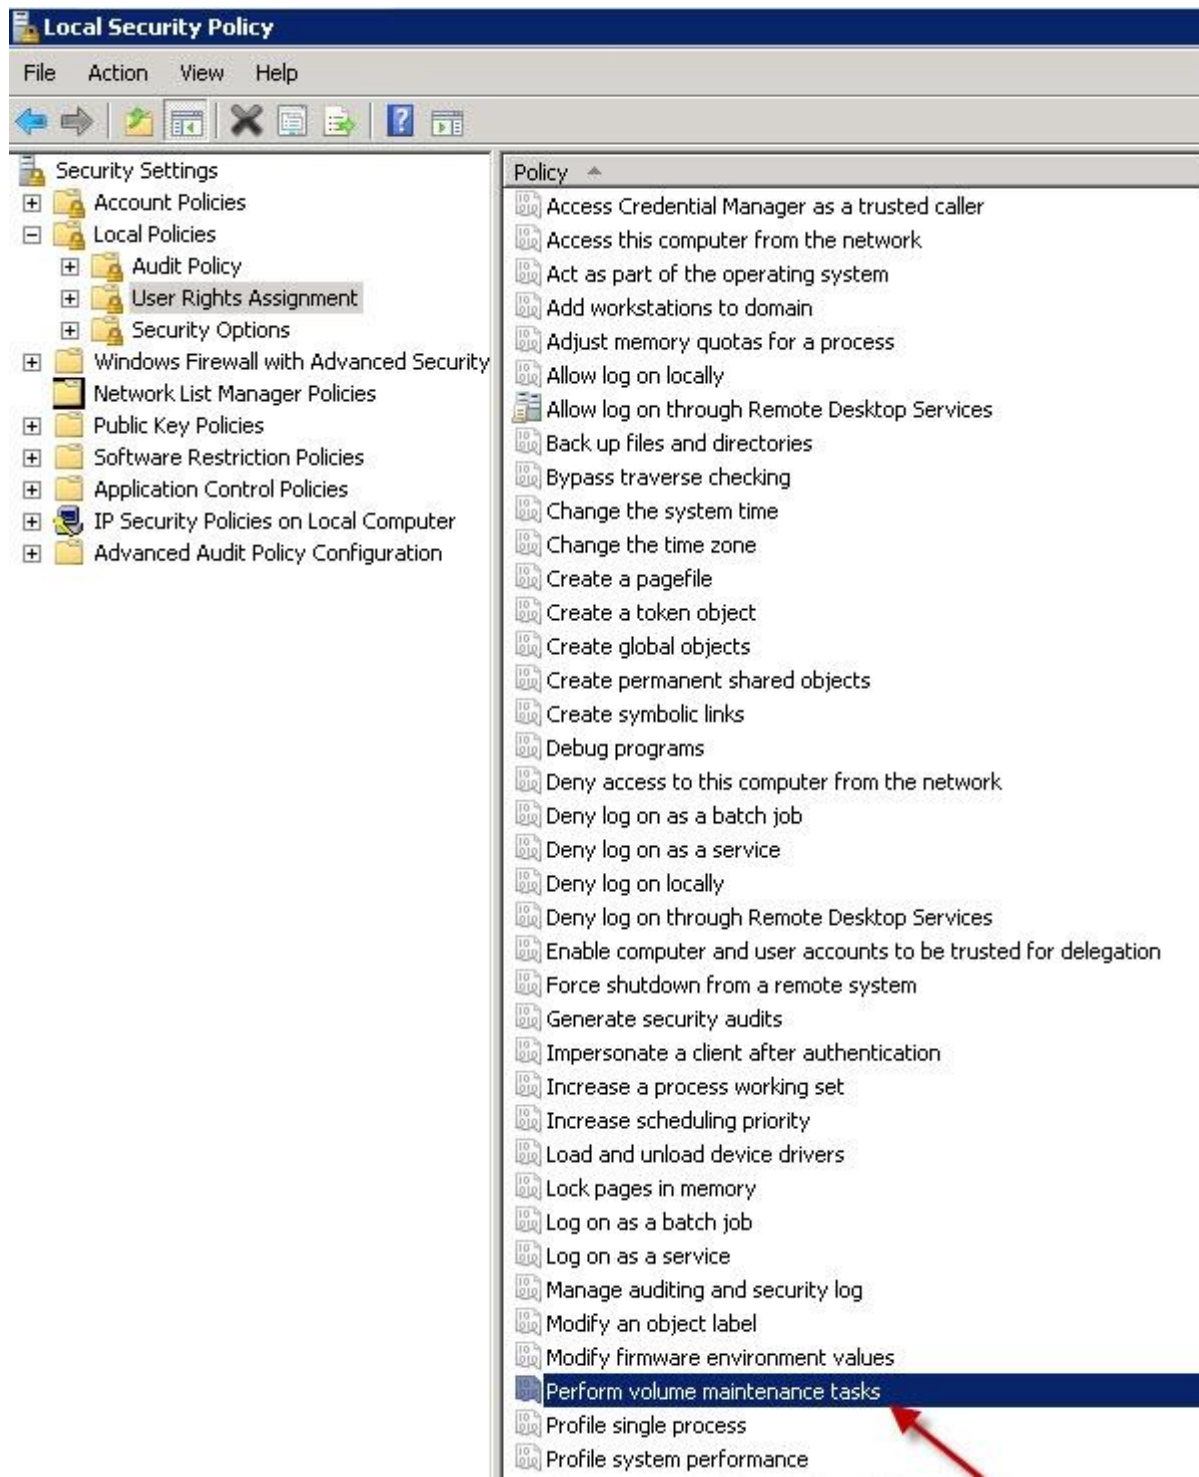 Local Security Policy
File Action View Help
Security Settings
Account Policies
Local Policies
Audit Policy
User Rights Assignment
Security Options
Windows Firewall with Advanced Security
Network List Manager Policies
Public Key Policies
Software Restriction Policies
Application Control Policies
IP Security Policies on Local Computer
Advanced Audit Policy Configuration
Policy
Access Credential Manager as a trusted caller
Access this computer from the network
Act as part of the operating system
Add workstations to domain
Adjust memory quotas for a process
Allow log on locally
Allow log on through Remote Desktop Services
Back up files and directories
Bypass traverse checking
Change the system time
Change the time zone
Create a pagefile
Create a token object
Create global objects
Create permanent shared objects
Create symbolic links
Debug programs
Deny access to this computer from the network
Deny log on as a batch job
Deny log on as a service
Deny log on locally
Deny log on through Remote Desktop Services
Enable computer and user accounts to be trusted for delegation
Force shutdown from a remote system
Generate security audits
Impersonate a client after authentication
Increase a process working set
Increase scheduling priority
Load and unload device drivers
Lock pages in memory
Log on as a batch job
Log on as a service
Manage auditing and security log
Modify an object label
Modify firmware environment values
Perform volume maintenance tasks
Profile single process
Profile system performance